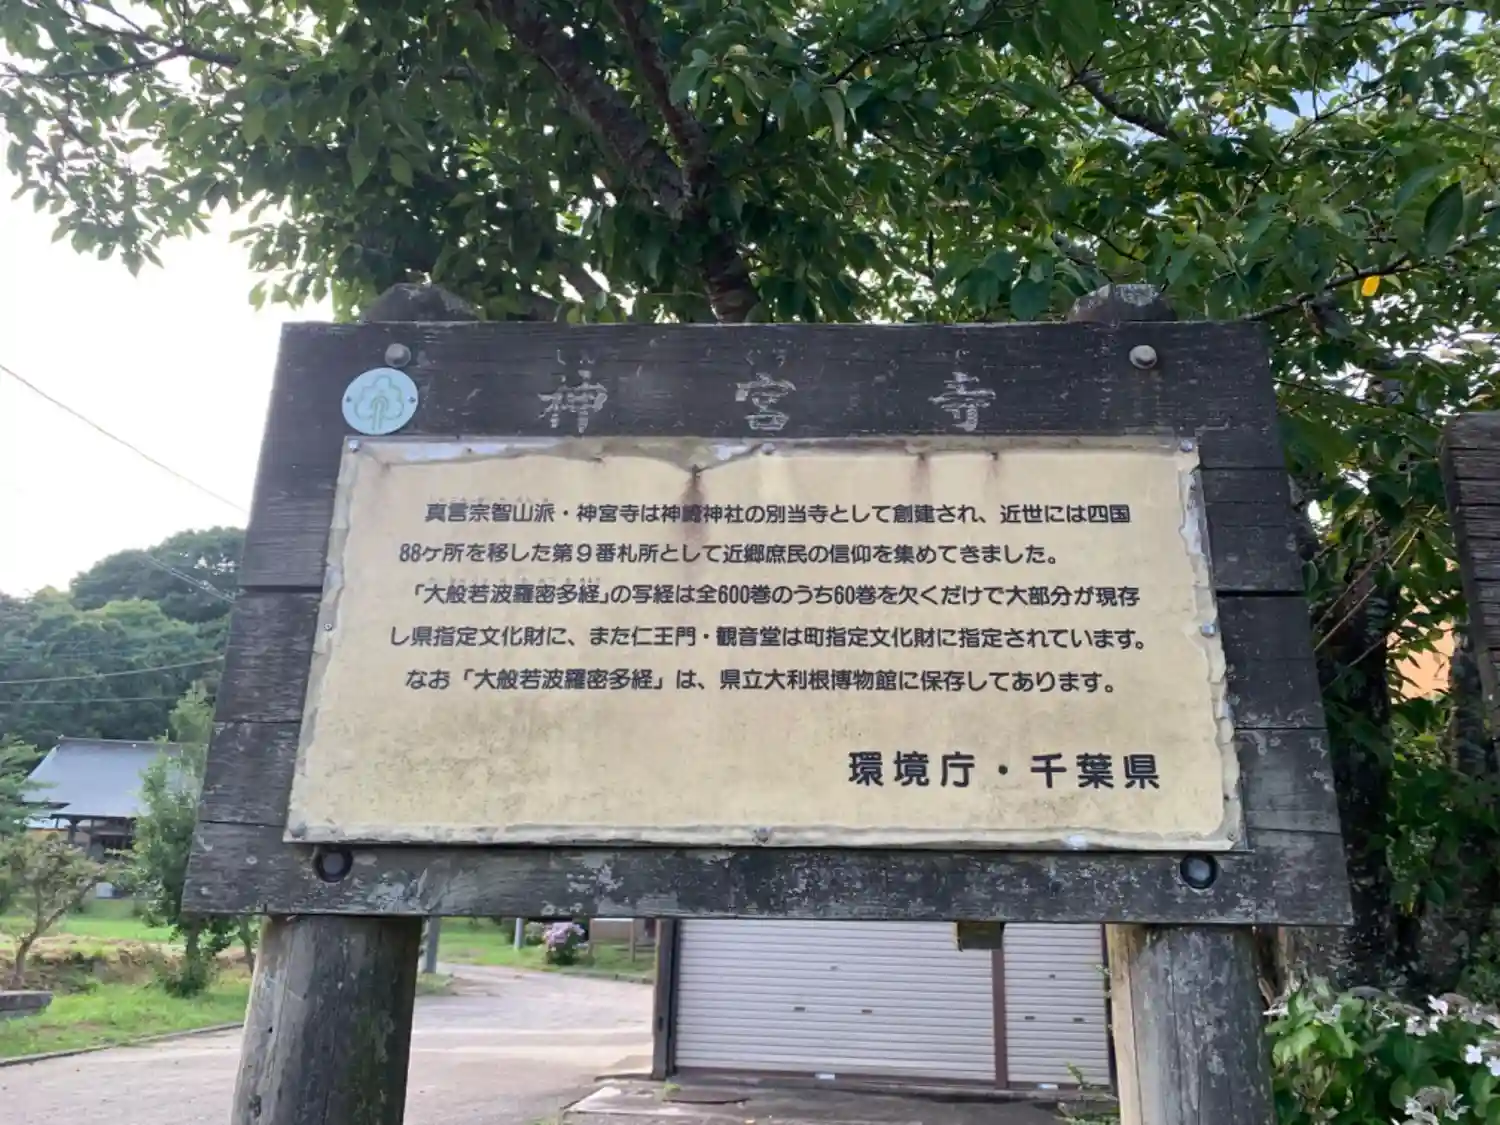 神宮寺
真言宗智山派・神宮寺は神崎神社の別当寺として創建され、近世には四国
88ケ所を移した第９番札所として近郷庶民の信仰を集めてきました。
「大般若波羅密多経」の写経は全600巻のうち60巻を欠くだけで大部分が現存
し県指定文化財に、また仁王門・観音堂は町指定文化財に指定されています。
なお「大般若波羅密多経」は、県立大利根博物館に保存してあります。
環境庁・千葉県